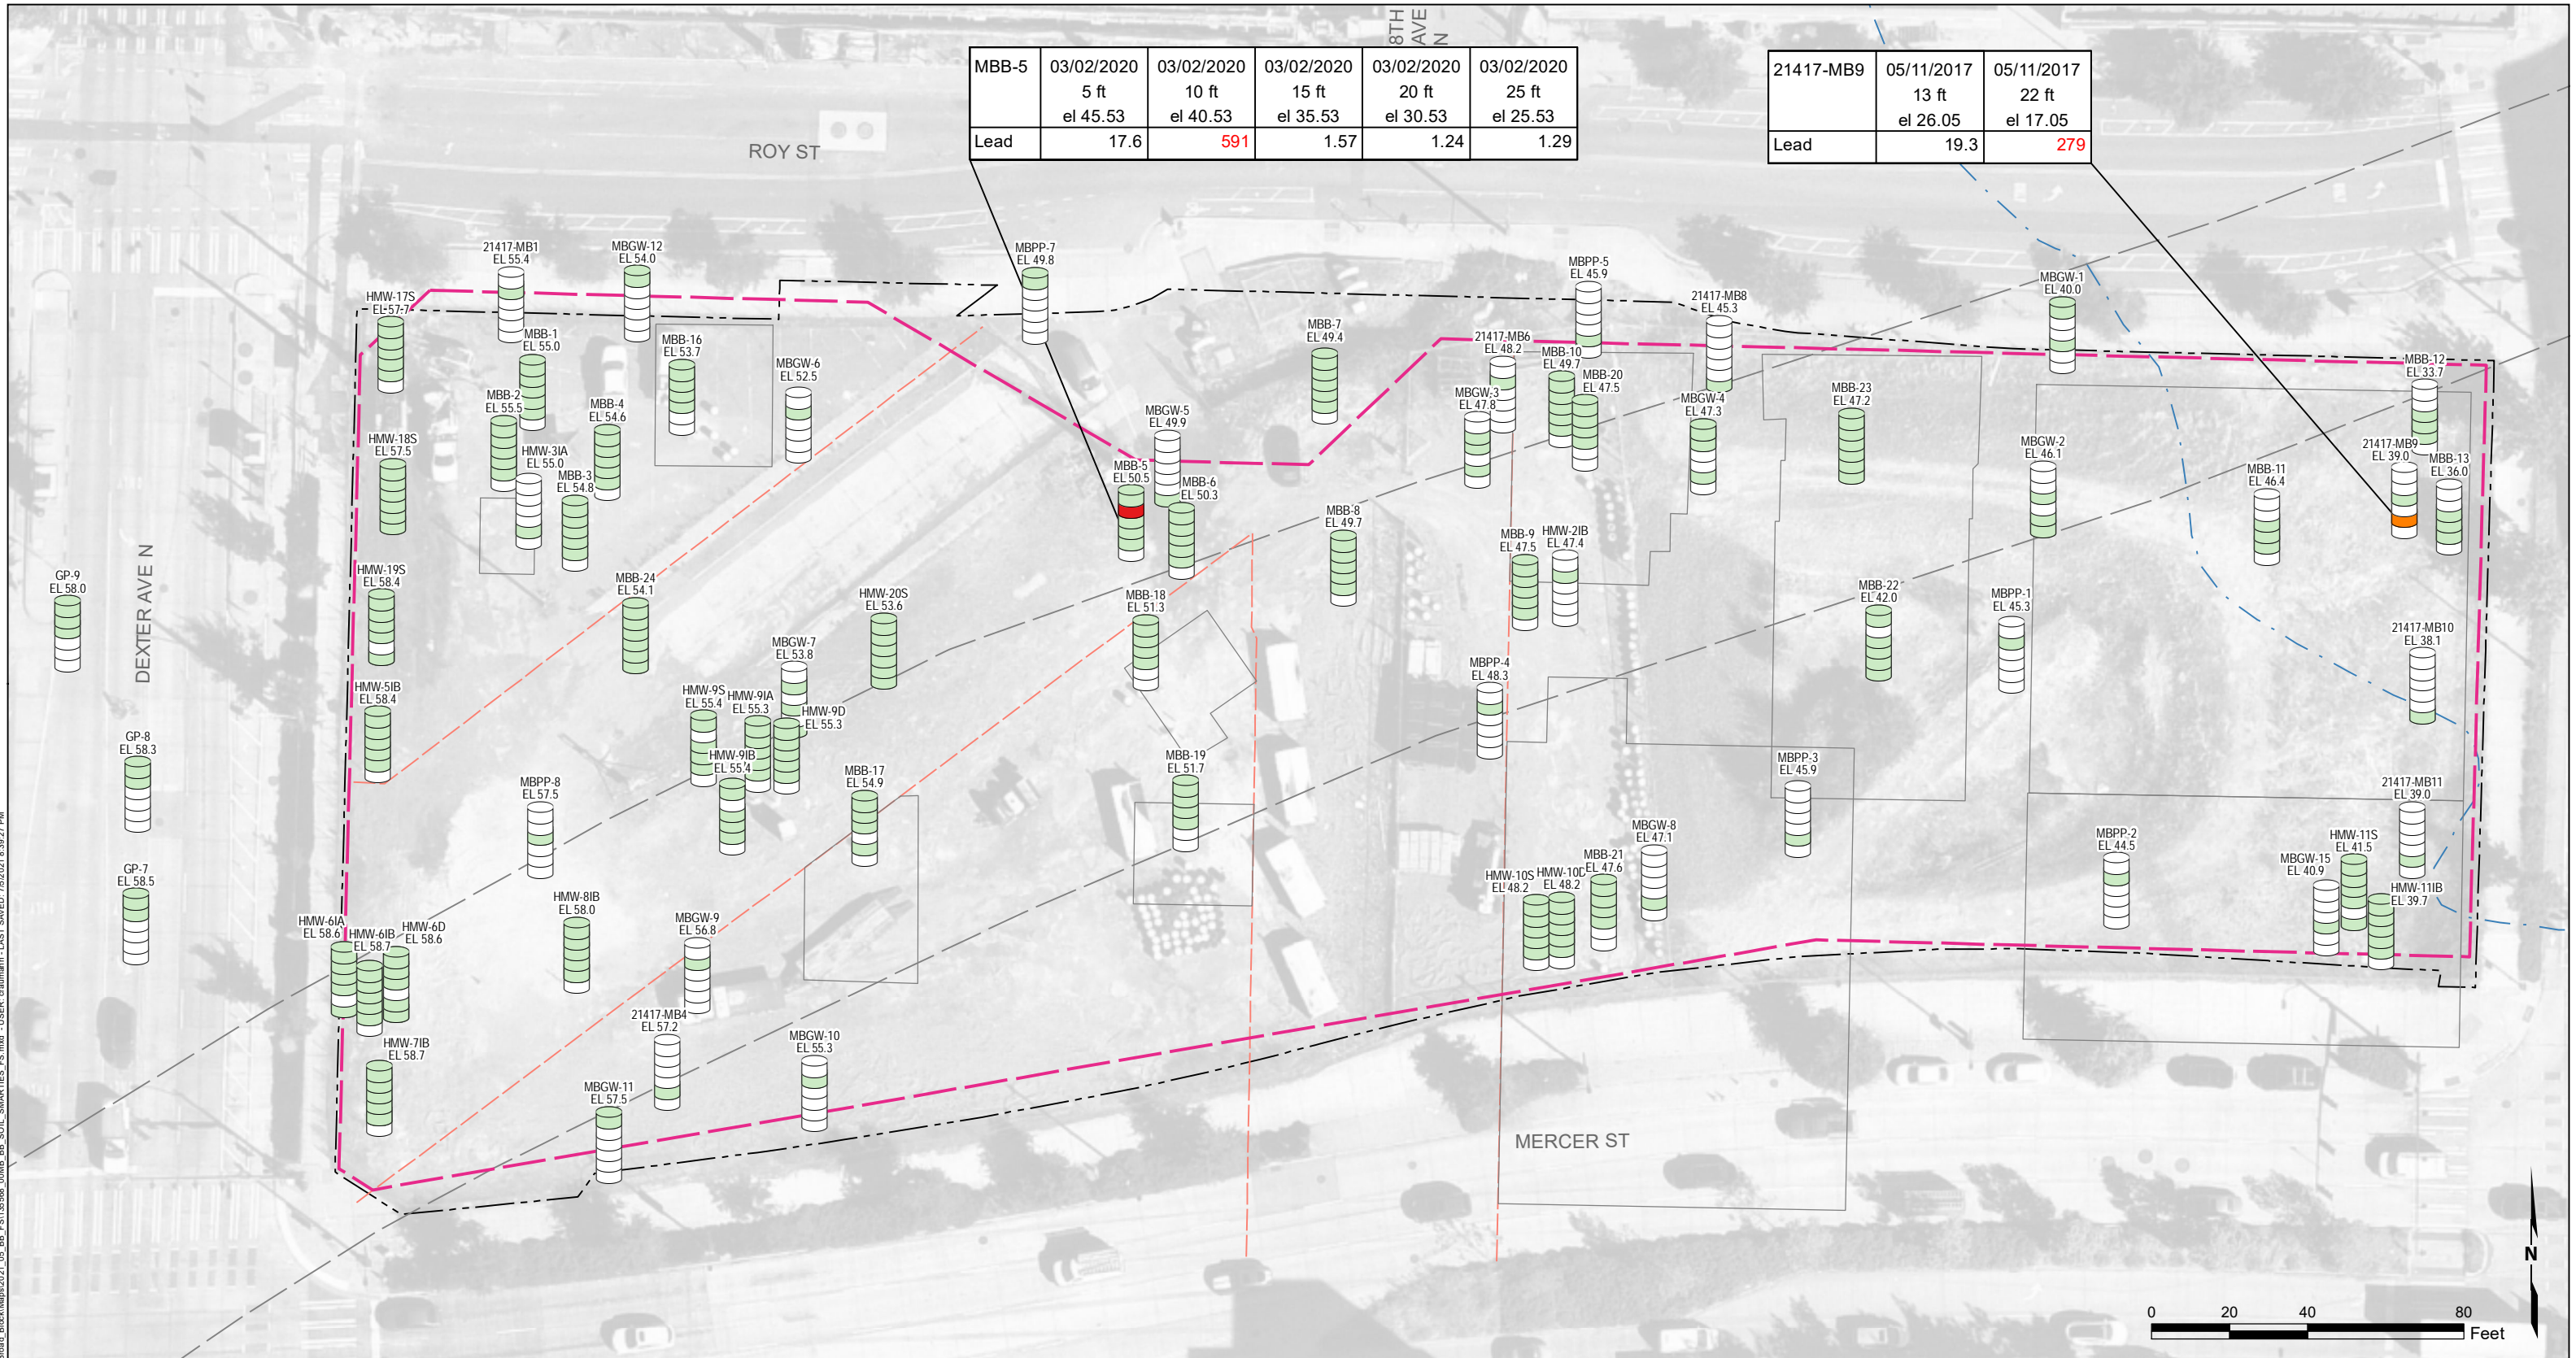 8TH
AVE
N
MBB-5 03/02/2020 03/02/2020 03/02/2020 03/02/2020 03/02/2020
5 ft 10 ft 15 ft 20 ft 25 ft
el 45.53 el 40.53 el 35.53 el 30.53 el 25.53
Lead 17.6 591 1.57 1.24 1.29
21417-MB9 05/11/2017 05/11/2017
13 ft 22 ft
el 26.05 el 17.05
Lead 19.3 279
ROY ST
21417-MB1
EL 55.4
MBGW-12
EL 54.0
MBPP-7
EL 49.8
MBPP-5
EL 45.9
MBGW-1
EL 40.0
HMW-17S
EL 57.7
21417-MB8
EL 45.3
MBB-1
EL 55.0
MBB-16
EL 53.7
MBGW-6
EL 52.5
MBB-7
EL 49.4
21417-MB6
EL 48.2
MBB-10
EL 49.7
MBB-20
EL 47.5
MBB-12
EL 33.7
MBB-2
EL 55.5
MBB-4
EL 54.6
MBGW-5
EL 49.9
MBGW-3
EL 47.8
MBGW-4
EL 47.3
MBB-23
EL 47.2
HMW-18S
EL 57.5
HMW-3IA
EL 55.0
MBB-3
EL 54.8
MBB-5
EL 50.5
MBB-6
EL 50.3
MBGW-2
EL 46.1
MBB-11
EL 46.4
21417-MB9
EL 39.0
MBB-13
EL 36.0
MBB-8
EL 49.7
MBB-9
EL 47.5
HMW-2IB
EL 47.4
GP-9
EL 58.0
DEXTER AVE N
HMW-19S
EL 58.4
MBB-24
EL 54.1
HMW-20S
EL 53.6
MBB-18
EL 51.3
MBB-22
EL 42.0
MBPP-1
EL 45.3
21417-MB10
EL 38.1
MBGW-7
EL 53.8
MBPP-4
EL 48.3
HMW-5IB
EL 58.4
HMW-9S
EL 55.4
HMW-9IA
EL 55.3
HMW-9D
EL 55.3
GP-8
EL 58.3
HMW-9IB
EL 55.4
MBB-17
EL 54.9
MBB-19
EL 51.7
MBPP-3
EL 45.9
MBPP-8
EL 57.5
21417-MB11
EL 39.0
GP-7
EL 58.5
MBGW-8
EL 47.1
MBB-21
EL 47.6
MBPP-2
EL 44.5
HMW-11S
EL 41.5
MBGW-15
EL 40.9
HMW-11IB
EL 39.7
HMW-10S
EL 48.2
HMW-10D
EL 48.2
HMW-8IB
EL 58.0
MBGW-9
EL 56.8
HMW-6IA
EL 58.6
HMW-6IB
EL 58.7
HMW-6D
EL 58.6
21417-MB4
EL 57.2
HMW-7IB
EL 58.7
MBGW-10
EL 55.3
MBGW-11
EL 57.5
MERCER ST
N
0 20 40 80
Feet